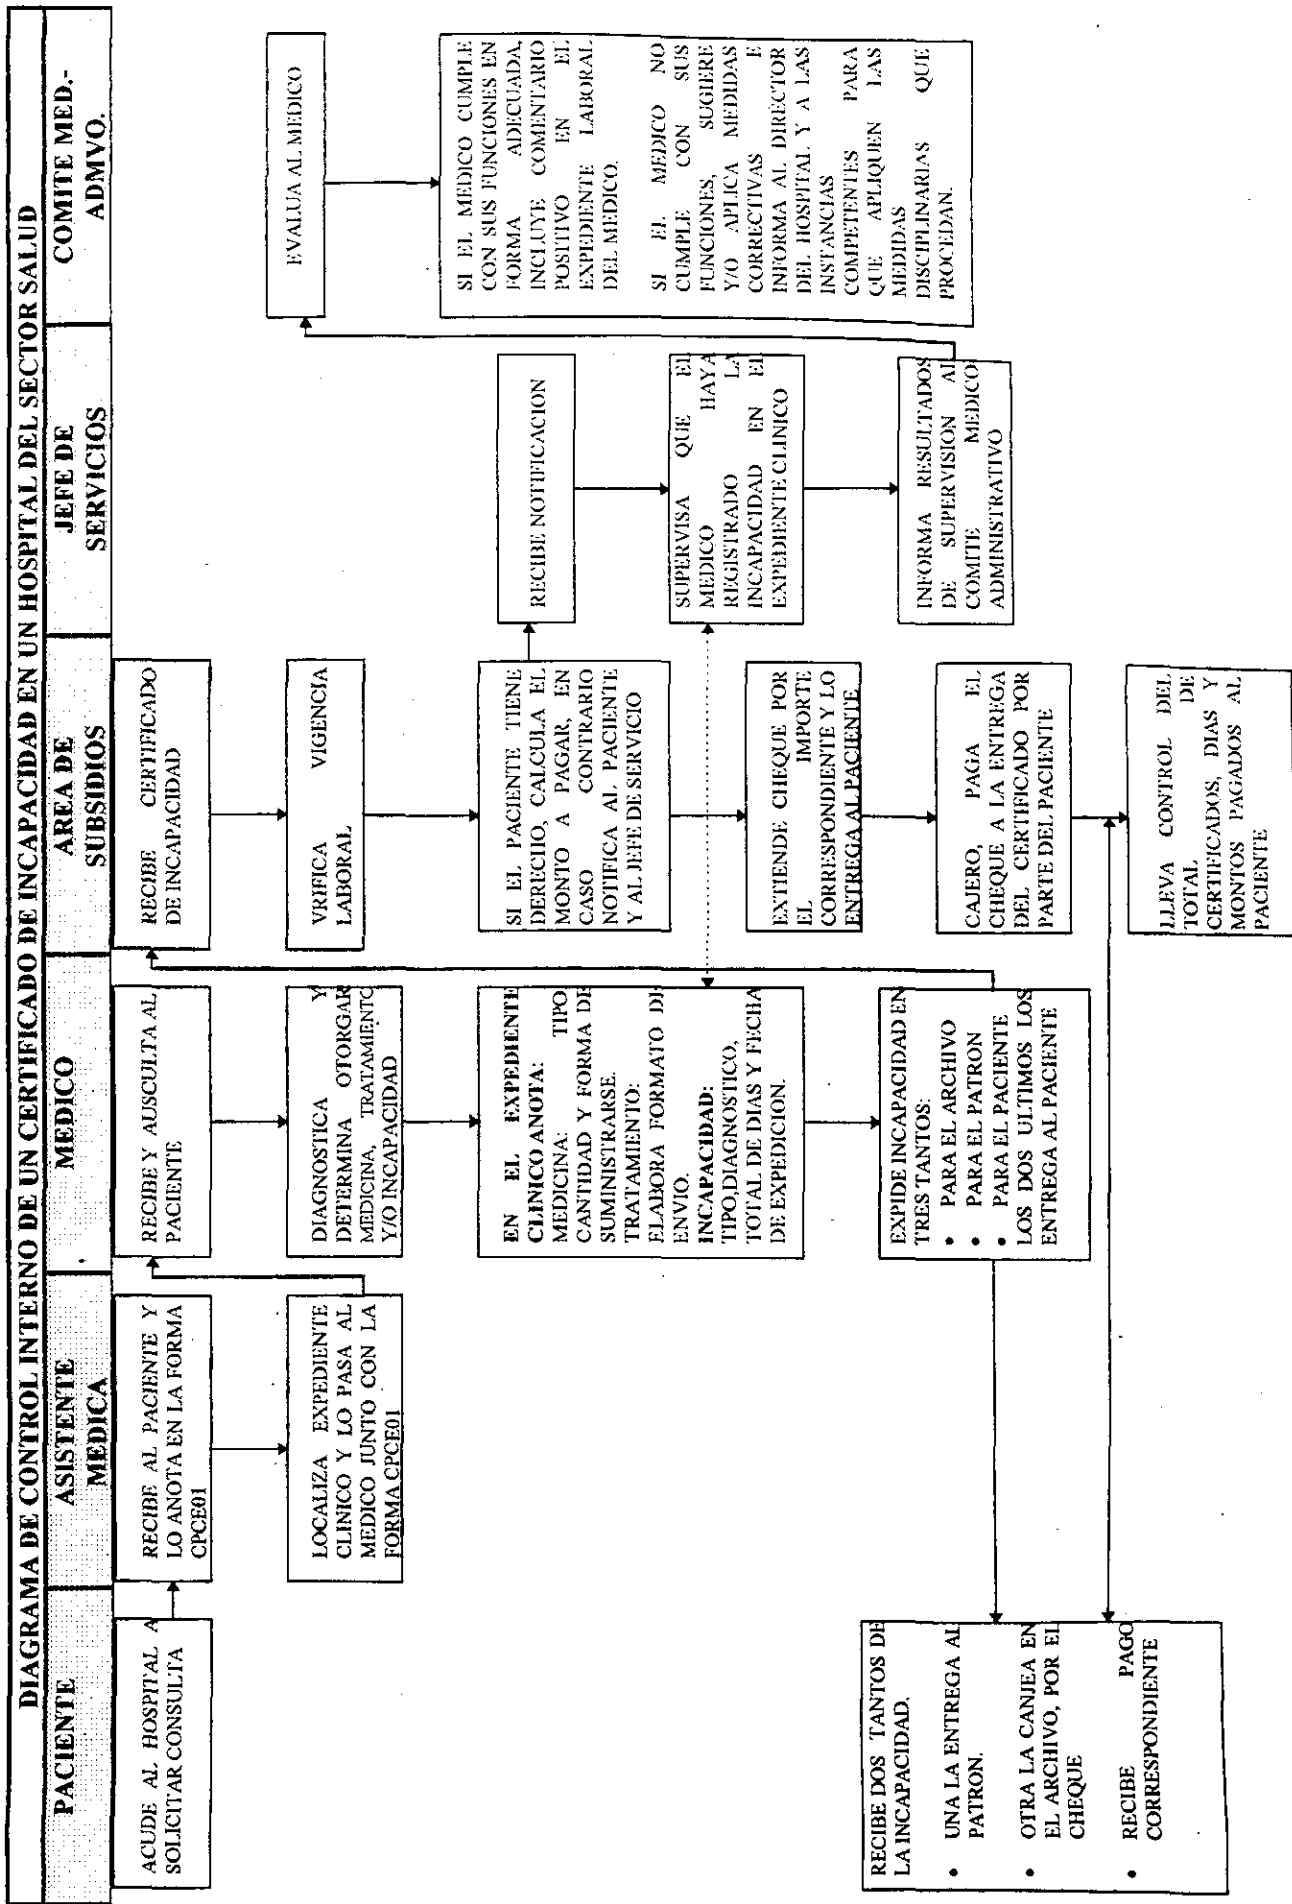 DIAGRAMA DE CONTROL INTERNO DE UN CERTIFICADO DE INCAPACIDAD EN UN HOSPITAL DEL SECTOR SALUD
PACIENTE
ASISTENTE
MEDICA
MEDICO
AREA DE
SUBSIDIOS
JEFE DE
SERVICIOS
COMITE MED.-
ADMVO.
ACUDE AL HOSPITAL A
SOLICITAR CONSULTA
RECIBE DOS TANTOS DE
LA INCAPACIDAD.
• UNA LA ENTREGA AL
PATRON.
• OTRA LA CANJEA EN
EL ARCHIVO, POR EL
CHEQUE
• RECIBE PAGO
CORRESPONDIENTE
RECIBE AL PACIENTE Y
LO ANOTA EN LA FORMA
CPCE01
LOCALIZA EXPEDIENTE
CLINICO Y LO PASA AL
MEDICO JUNTO CON LA
FORMA CPCE01
RECIBE Y AUSCULTA AL
PACIENTE
DIAGNOSTICA Y
DETERMINA OTORGAR
MEDICINA, TRATAMIENTO
Y/O INCAPACIDAD
EN EL EXPEDIENTE
CLINICO ANOTA:
MEDICINA: TIPO
CANTIDAD Y FORMA DE
SUMINISTRARSE.
TRATAMIENTO:
ELABORA FORMATO DE
ENVIO.
INCAPACIDAD:
TIPO,DIAGNOSTICO,
TOTAL DE DIAS Y FECHA
DE EXPEDICION.
EXPIDE INCAPACIDAD EN
TRES TANTOS:
• PARA EL ARCHIVO
• PARA EL PATRON
• PARA EL PACIENTE
LOS DOS ULTIMOS LOS
ENTREGA AL PACIENTE
RECIBE CERTIFICADO
DE INCAPACIDAD
VRIFICA VIGENCIA
LABORAL
SI EL PACIENTE TIENE
DERECHO, CALCULA EL
MONTO A PAGAR, EN
CASO CONTRARIO
NOTIFICA AL PACIENTE
Y AL JEFE DE SERVICIO
EXTIENDE CHEQUE POR
EL IMPORTE
CORRESPONDIENTE Y LO
ENTREGA AL PACIENTE
CAJERO, PAGA EL
CHEQUE A LA ENTREGA
DEL CERTIFICADO POR
PARTE DEL PACIENTE
LLEVA CONTROL DEL
TOTAL DE
CERTIFICADOS, DIAS Y
MONTOS PAGADOS AL
PACIENTE
RECIBE NOTIFICACION
SUPERVISA QUE EL
MEDICO HAYA
REGISTRADO LA
INCAPACIDAD EN EL
EXPEDIENTE CLINICO
INFORMA RESULTADOS
DE SUPERVISION AL
COMITE MEDICO
ADMINISTRATIVO
EVALUA AL MEDICO
SI EL MEDICO CUMPLE
CON SUS FUNCIONES EN
FORMA ADECUADA,
INCLUYE COMENTARIO
POSITIVO EN EL
EXPEDIENTE LABORAL
DEL MEDICO.
SI EL MEDICO NO
CUMPLE CON SUS
FUNCIONES, SUGIERE
Y/O APLICA MEDIDAS
CORRECTIVAS E
INFORMA AL DIRECTOR
DEL HOSPITAL Y A LAS
INSTANCIAS
COMPETENTES PARA
QUE APLIQUEN LAS
MEDIDAS
DISCIPLINARIAS QUE
PROCEDAN.